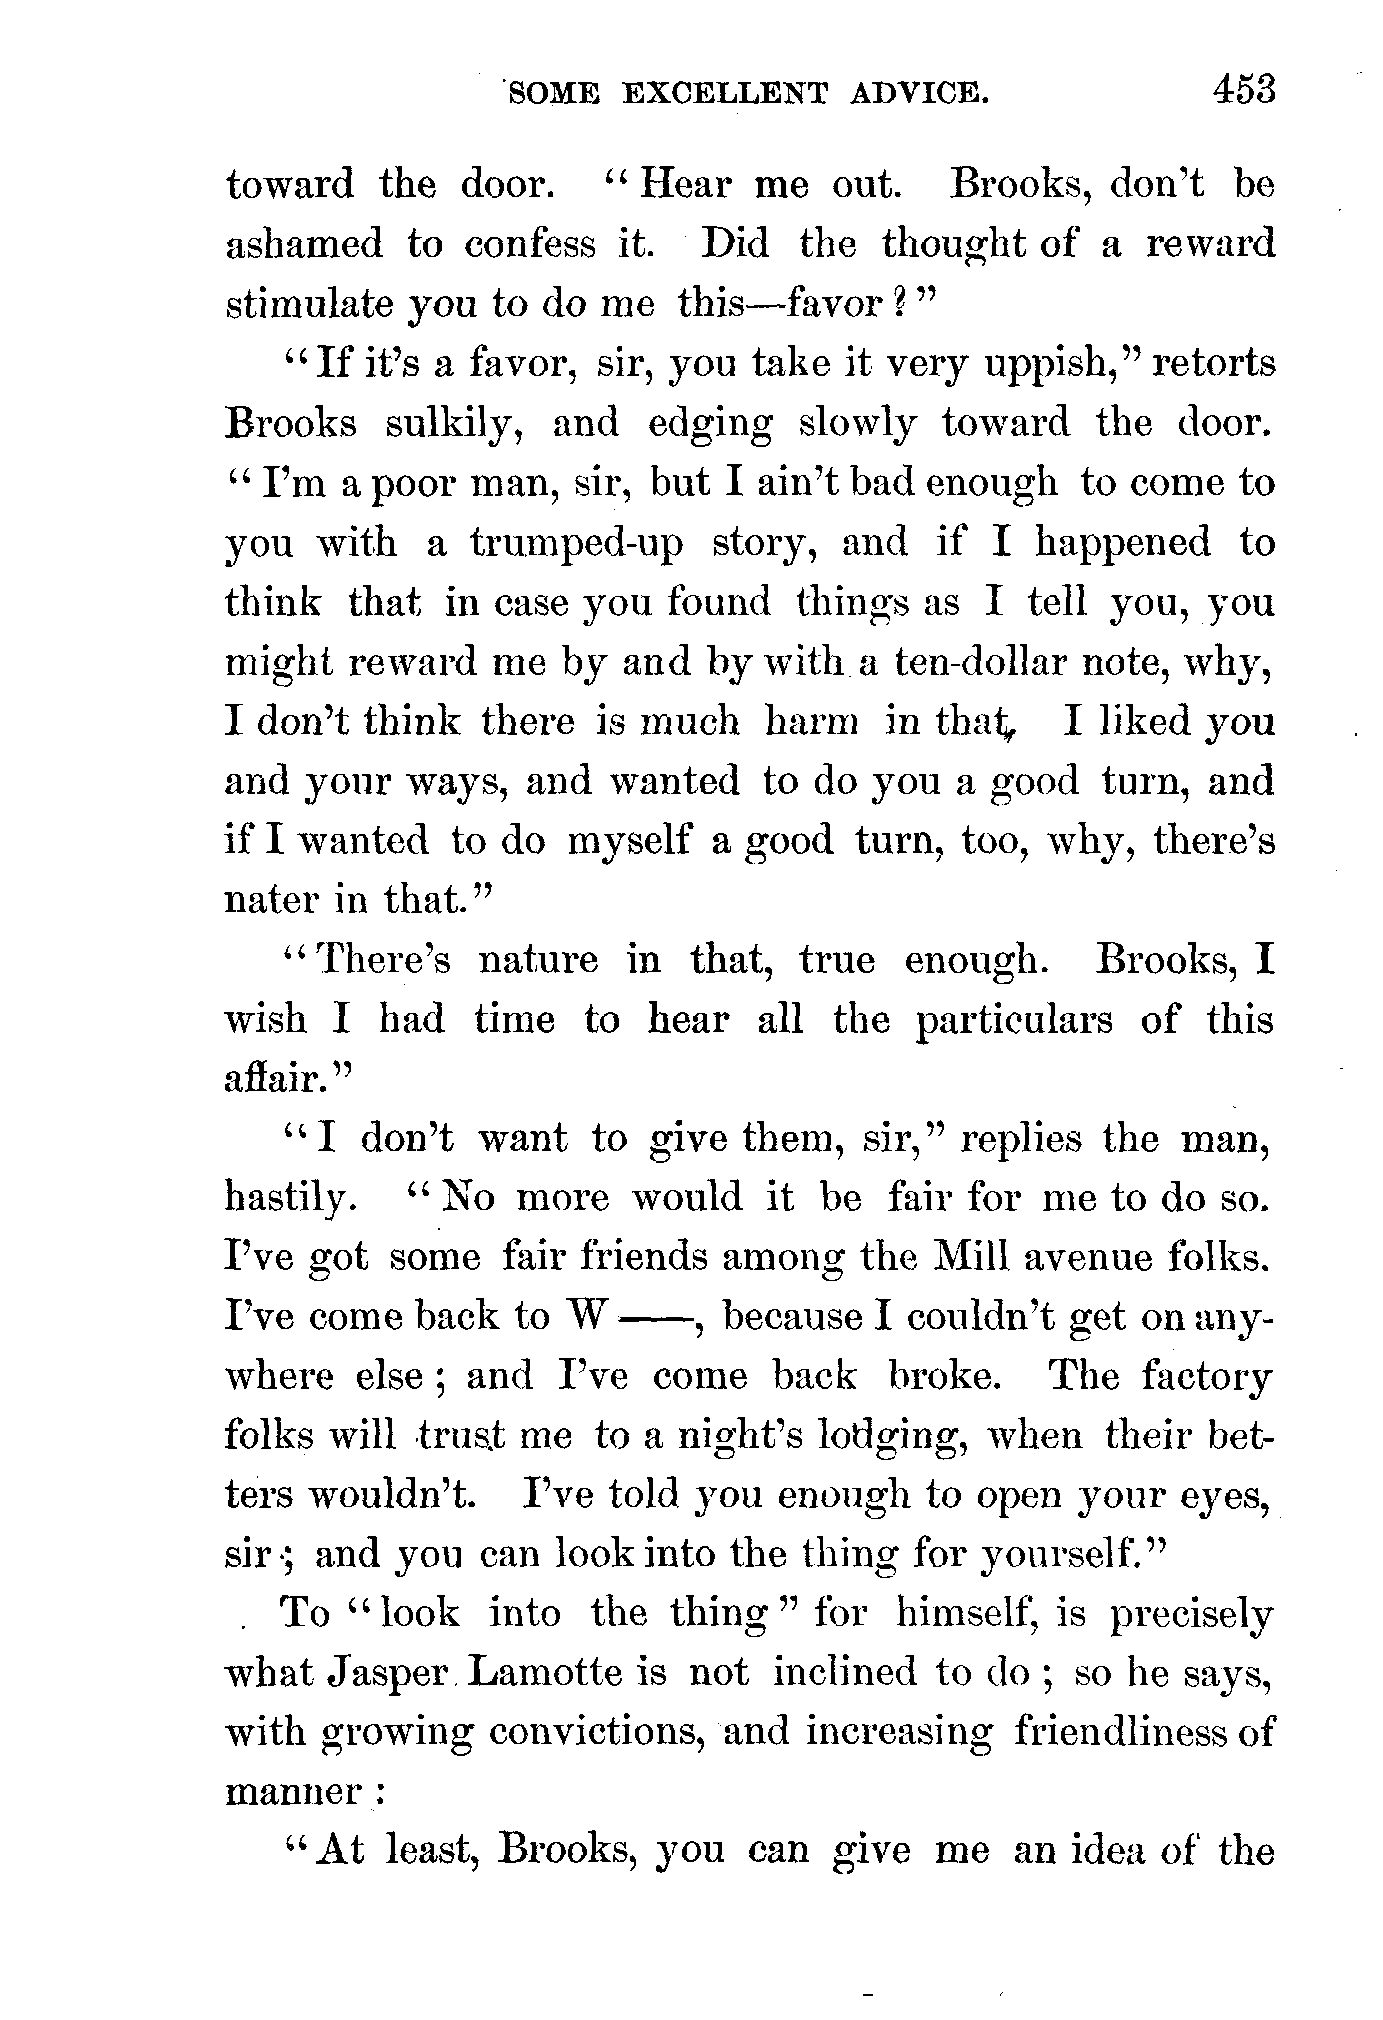 SOME EXCELLENT ADVICE. 453
toward the door. “Hear me out. Brooks, don’t be
ashamed to confess it. Did the thought of a reward
stimulate you to do me this—favor?”
“If it’s a favor, sir, you take it very uppish,” retorts
Brooks sulkily, and edging slowly toward the door.
“I’m a poor man, sir, but I ain’t bad enough to come to
you with a trumped-up story, and if I happened to
think that in case you found things as I tell you, you
might reward me by and by with a ten-dollar note, why,
I don’t think there is much harm in that, I liked you
and your ways, and wanted to do you a good turn, and
if I wanted to do myself a good turn, too, why, there’s
nater in that.”
“There’s nature in that, true enough. Brooks, I
wish I had time to hear all the particulars of this
affair.”
“I don’t want to give them, sir,” replies the man,
hastily. “No more would it be fair for me to do so.
I’ve got some fair friends among the Mill avenue folks.
I’ve come back to W——, because I couldn’t get on any-
where else; and I’ve come back broke. The factory
folks will trust me to a night’s lodging, when their bet-
ters wouldn’t. I’ve told you enough to open your eyes,
sir; and you can look into the thing for yourself.”
To “look into the thing” for himself, is precisely
what Jasper Lamotte is not inclined to do; so he says,
with growing convictions, and increasing friendliness of
manner:
“At least, Brooks, you can give me an idea of the